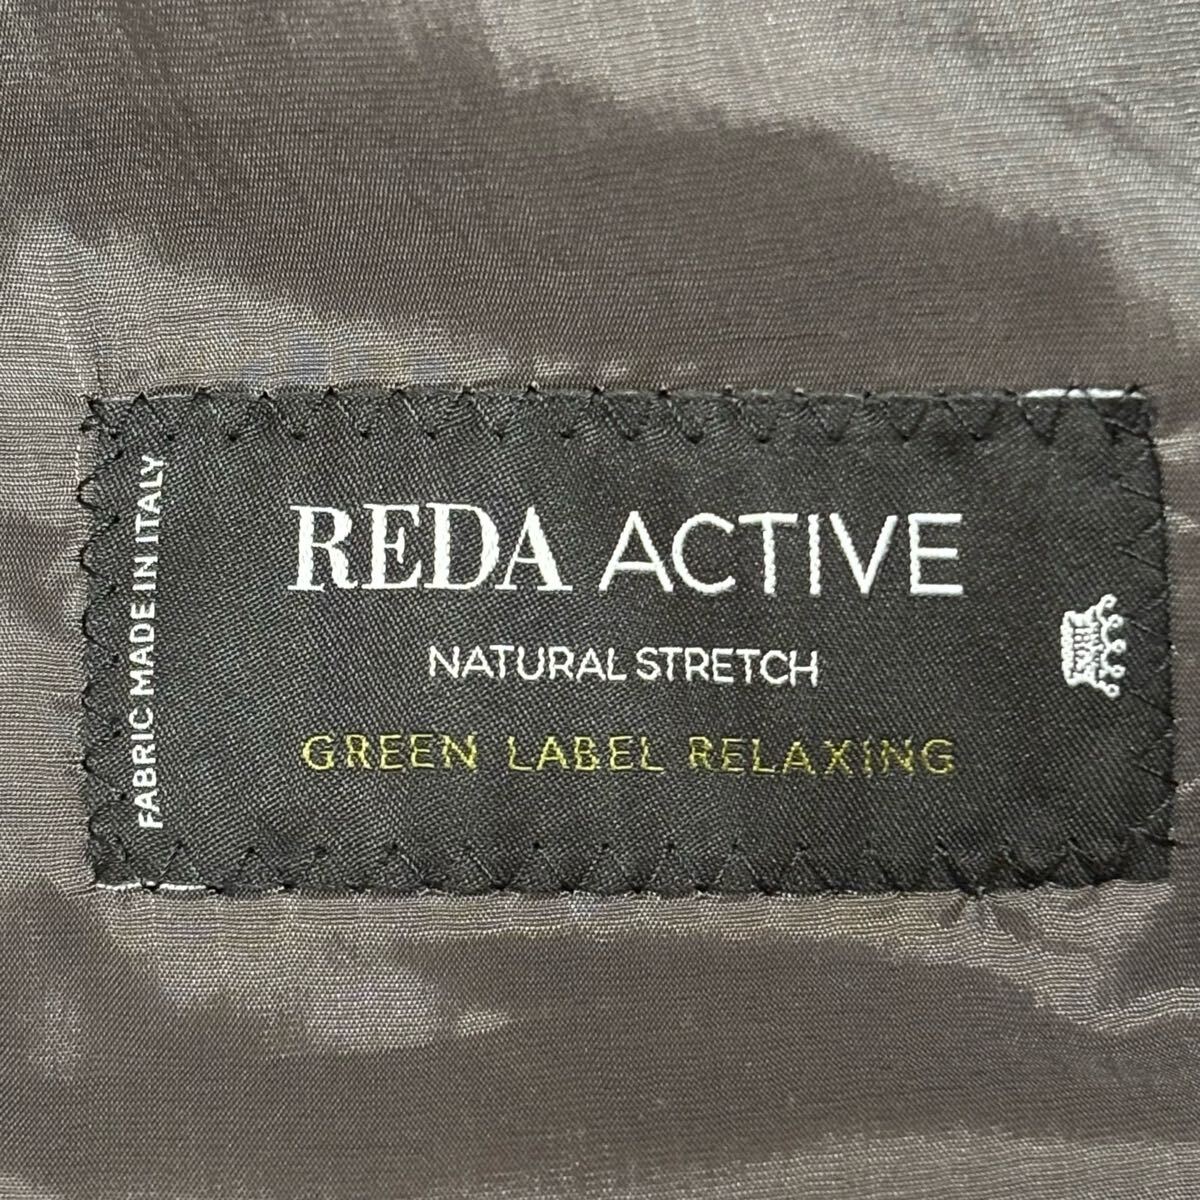 REDA ACTIVE
NATURAL STRETCH
GREEN LABEL RELAXING
FABRIC MADE IN ITALY